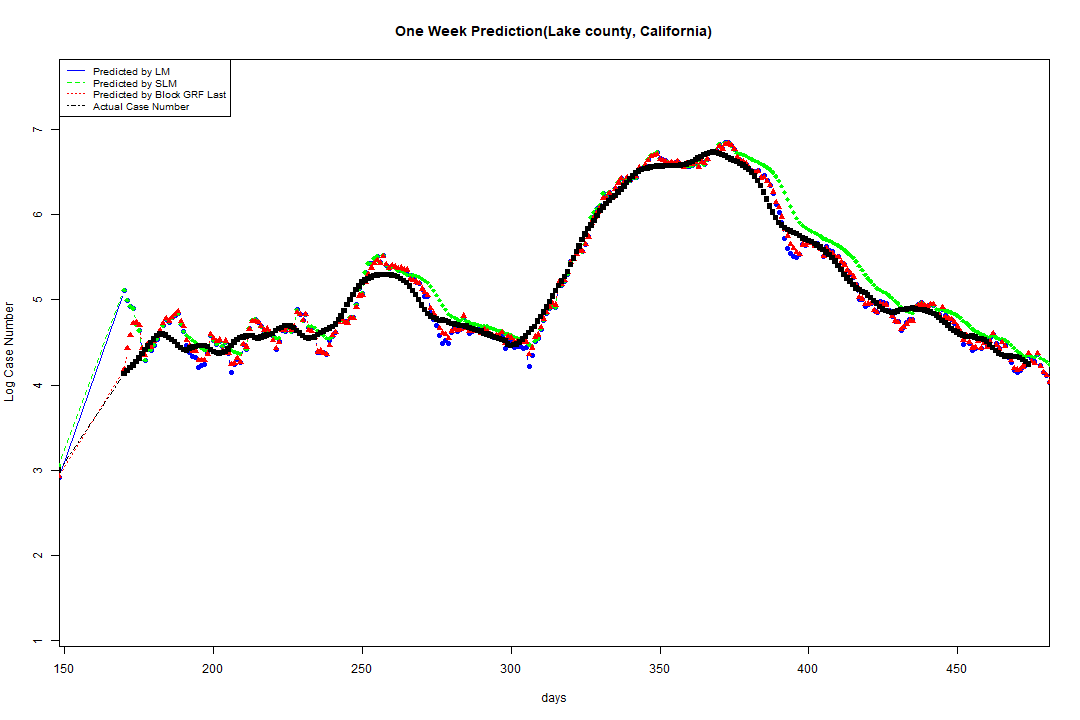 One Week Prediction(Lake county, California)
Predicted by LM
Predicted by SLM
Predicted by Block GRF Last
Actual Case Number
Log Case Number
7
6
5
4
3
2
1
150 200 250 300 350 400 450
days